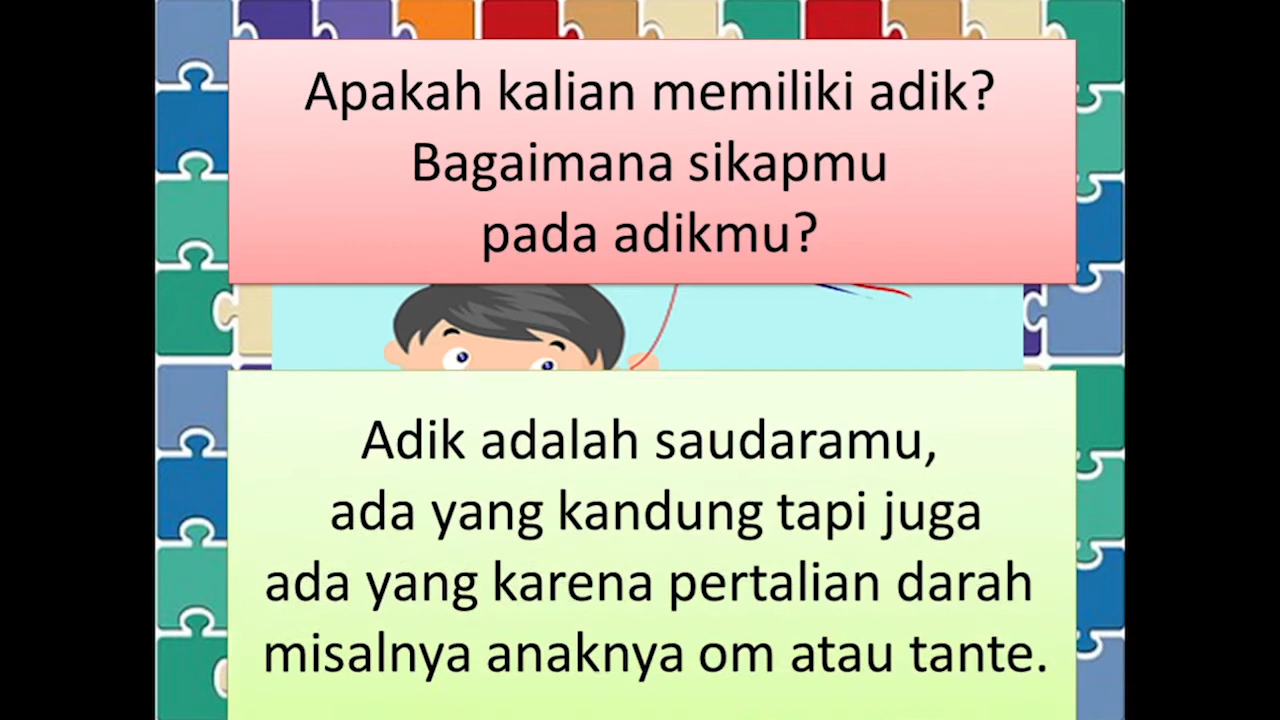 Apakah kalian memiliki adik?
Bagaimana sikapmu
pada adikmu?
Adik adalah saudaramu,
ada yang kandung tapi juga
ada yang karena pertalian darah
misalnya anaknya om atau tante.